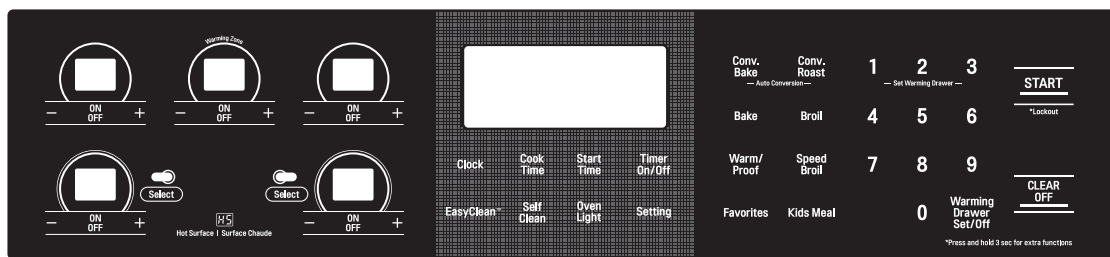 Warming Zone
ON
OFF
− +
ON
OFF
− +
ON
OFF
− +
Select
Select
ON
OFF
− +
ON
OFF
− +
HS
Hot Surface | Surface Chaude
Clock
Cook
Time
Start
Time
Timer
On/Off
EasyClean™
Self
Clean
Oven
Light
Setting
Conv.
Bake
Conv.
Roast
Auto Conversion
Bake
Broil
Warm/
Proof
Speed
Broil
Favorites
Kids Meal
1 2 3
Set Warming Drawer
4 5 6
7 8 9
0
Warming
Drawer
Set/Off
START
*Lockout
CLEAR
OFF
*Press and hold 3 sec for extra functions